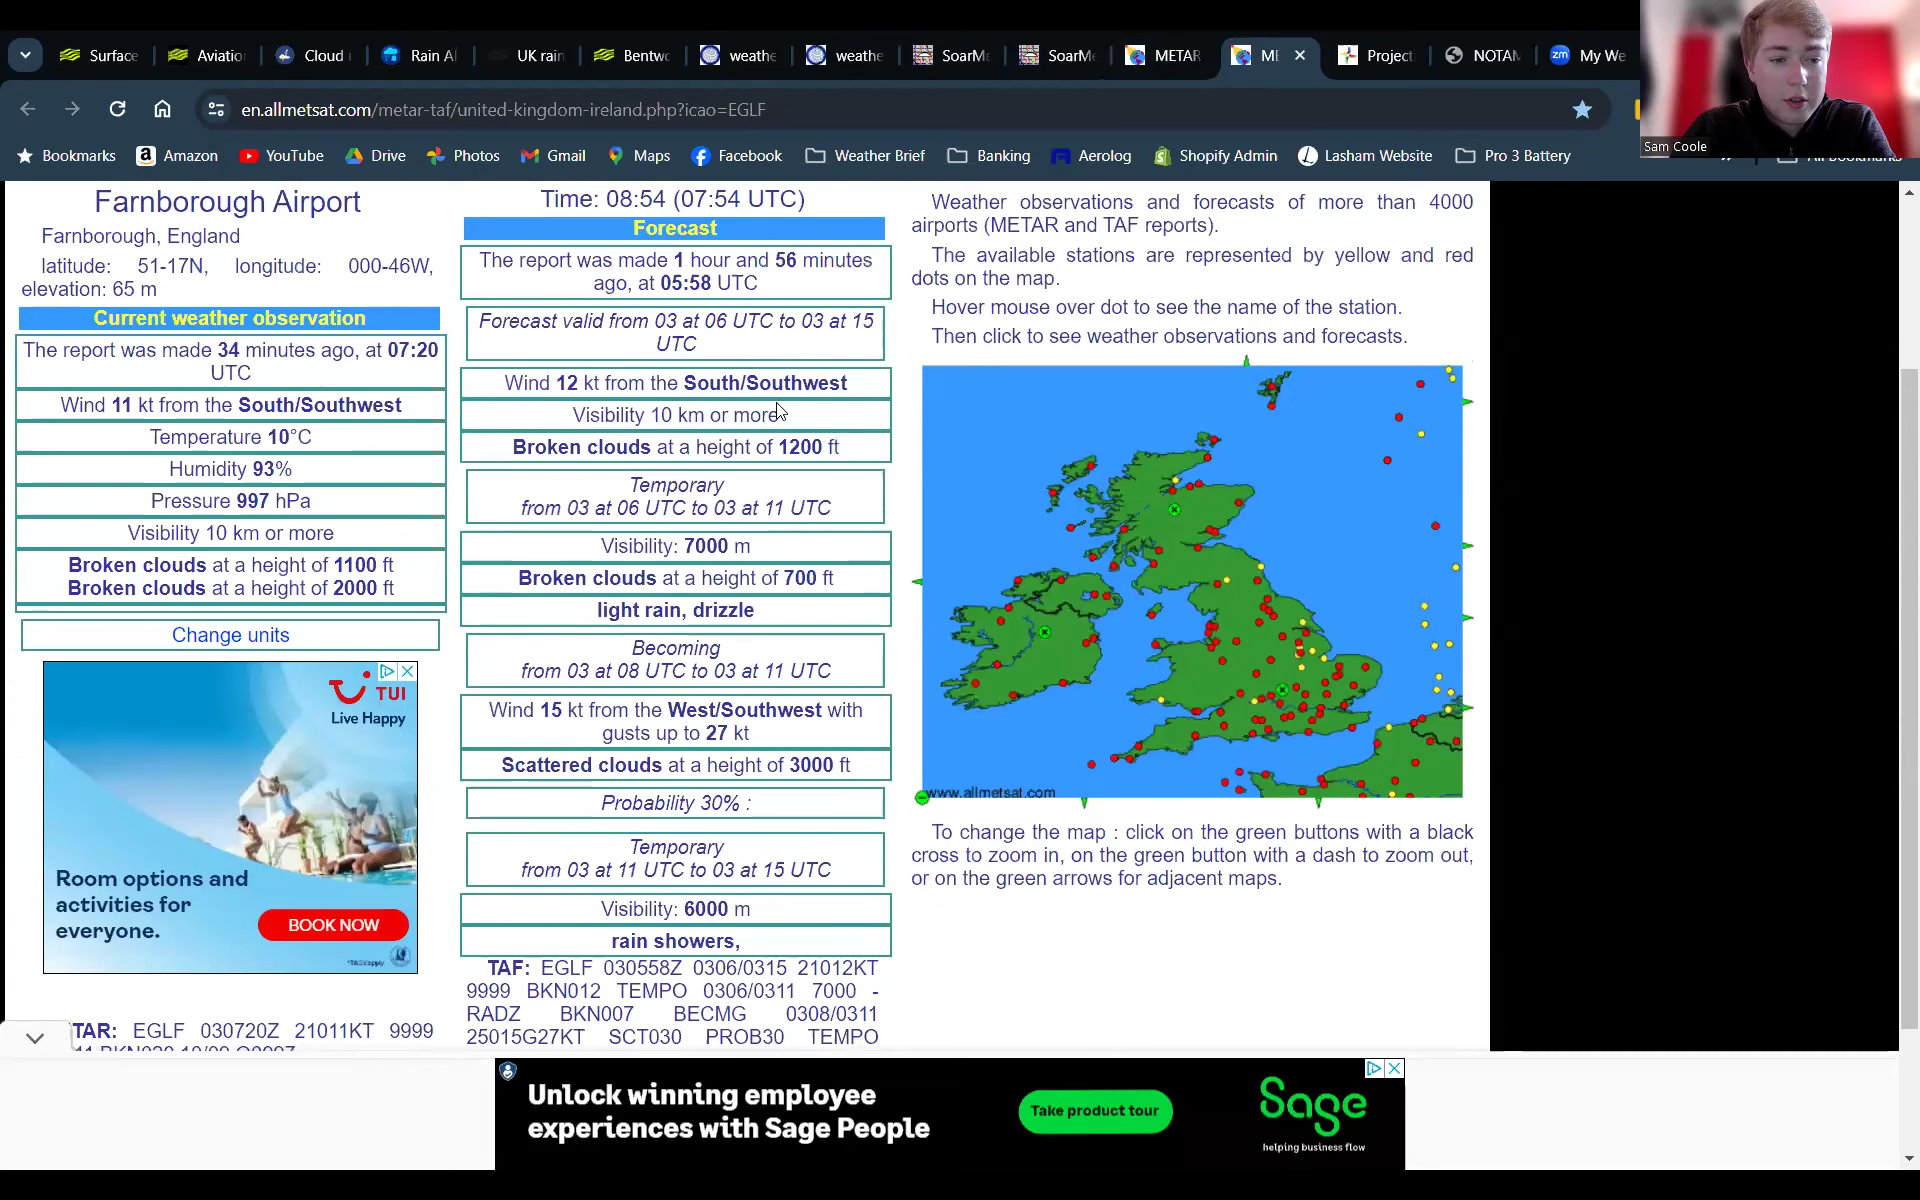 Surface
Aviatio
Cloud
Rain Al
UK rain
Bentwo
weathe
weathe
SoarMe
SoarMe
METAR
ME
Project
NOTAM
My We
en.allmetsat.com/metar-taf/united-kingdom-ireland.php?icao=EGLF
Bookmarks
Amazon
YouTube
Drive
Photos
Gmail
Maps
Facebook
Weather Brief
Banking
Aerolog
Shopify Admin
Lasham Website
Pro 3 Battery
Sam Coole
Farnborough Airport
Farnborough, England
latitude: 51-17N, longitude: 000-46W,
elevation: 65 m
Current weather observation
The report was made 34 minutes ago, at 07:20
UTC
Wind 11 kt from the South/Southwest
Temperature 10°C
Humidity 93%
Pressure 997 hPa
Visibility 10 km or more
Broken clouds at a height of 1100 ft
Broken clouds at a height of 2000 ft
Change units
TUI
Live Happy
Room options and
activities for
everyone.
BOOK NOW
TAR: EGLF 030720Z 21011KT 9999
Time: 08:54 (07:54 UTC)
Forecast
The report was made 1 hour and 56 minutes
ago, at 05:58 UTC
Forecast valid from 03 at 06 UTC to 03 at 15
UTC
Wind 12 kt from the South/Southwest
Visibility 10 km or more
Broken clouds at a height of 1200 ft
Temporary
from 03 at 06 UTC to 03 at 11 UTC
Visibility: 7000 m
Broken clouds at a height of 700 ft
light rain, drizzle
Becoming
from 03 at 08 UTC to 03 at 11 UTC
Wind 15 kt from the West/Southwest with
gusts up to 27 kt
Scattered clouds at a height of 3000 ft
Probability 30% :
Temporary
from 03 at 11 UTC to 03 at 15 UTC
Visibility: 6000 m
rain showers,
TAF: EGLF 030558Z 0306/0315 21012KT
9999 BKN012 TEMPO 0306/0311 7000 -
RADZ BKN007 BECMG 0308/0311
25015G27KT SCT030 PROB30 TEMPO
Weather observations and forecasts of more than 4000
airports (METAR and TAF reports).
The available stations are represented by yellow and red
dots on the map.
Hover mouse over dot to see the name of the station.
Then click to see weather observations and forecasts.
www.allmetsat.com
To change the map : click on the green buttons with a black
cross to zoom in, on the green button with a dash to zoom out,
or on the green arrows for adjacent maps.
Unlock winning employee
experiences with Sage People
Take product tour
Sage
helping business flow